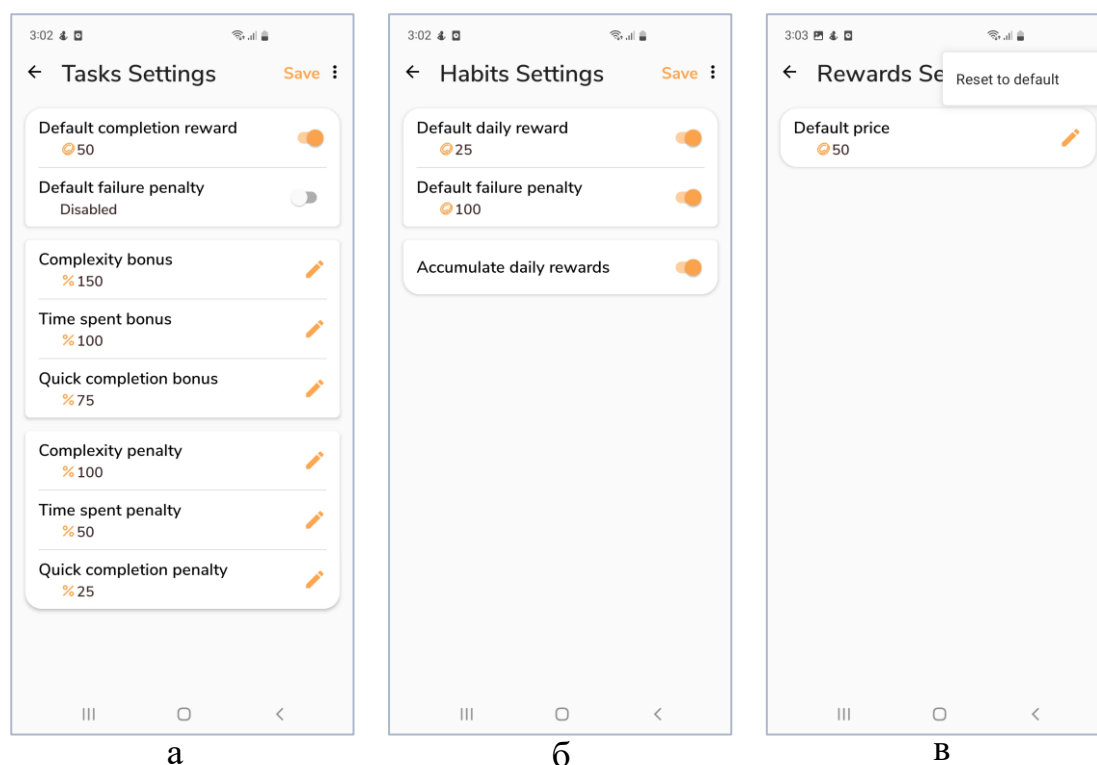 3:02
Tasks Settings Save
Default completion reward
50
Default failure penalty
Disabled
Complexity bonus
% 150
Time spent bonus
% 100
Quick completion bonus
% 75
Complexity penalty
% 100
Time spent penalty
% 50
Quick completion penalty
% 25
а
3:02
Habits Settings Save
Default daily reward
25
Default failure penalty
100
Accumulate daily rewards
б
3:03
Rewards Se
Reset to default
Default price
50
в